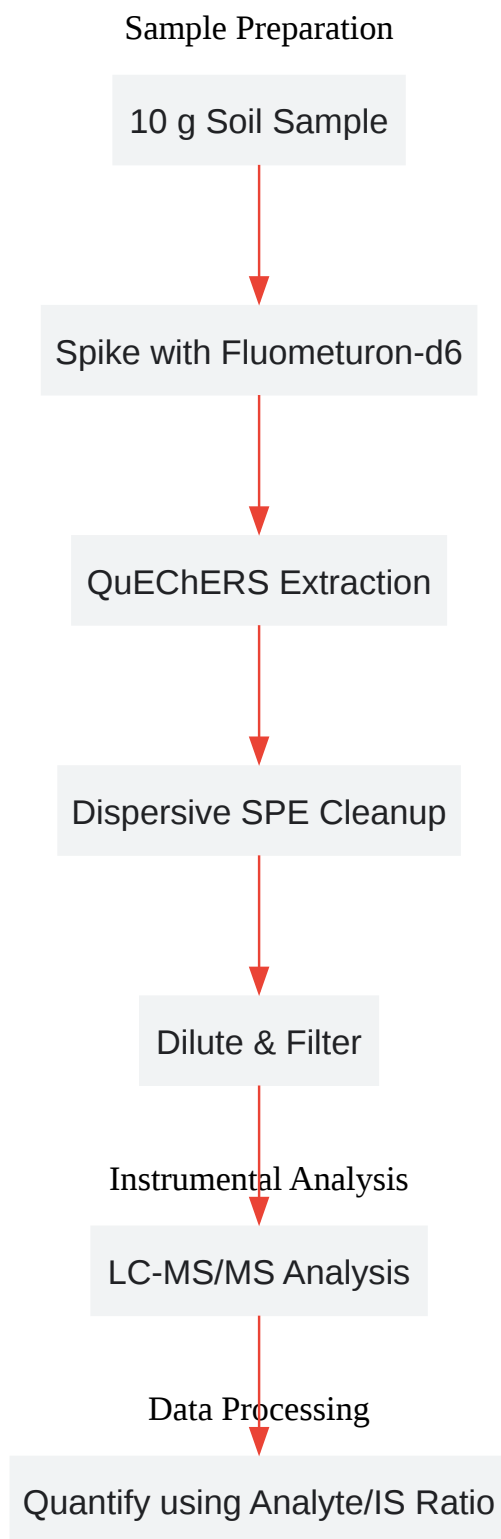 Sample Preparation
10 g Soil Sample
Spike with Fluometuron-d6
QuEChERS Extraction
Dispersive SPE Cleanup
Dilute & Filter
Instrumental Analysis
LC-MS/MS Analysis
Data Processing
Quantify using Analyte/IS Ratio